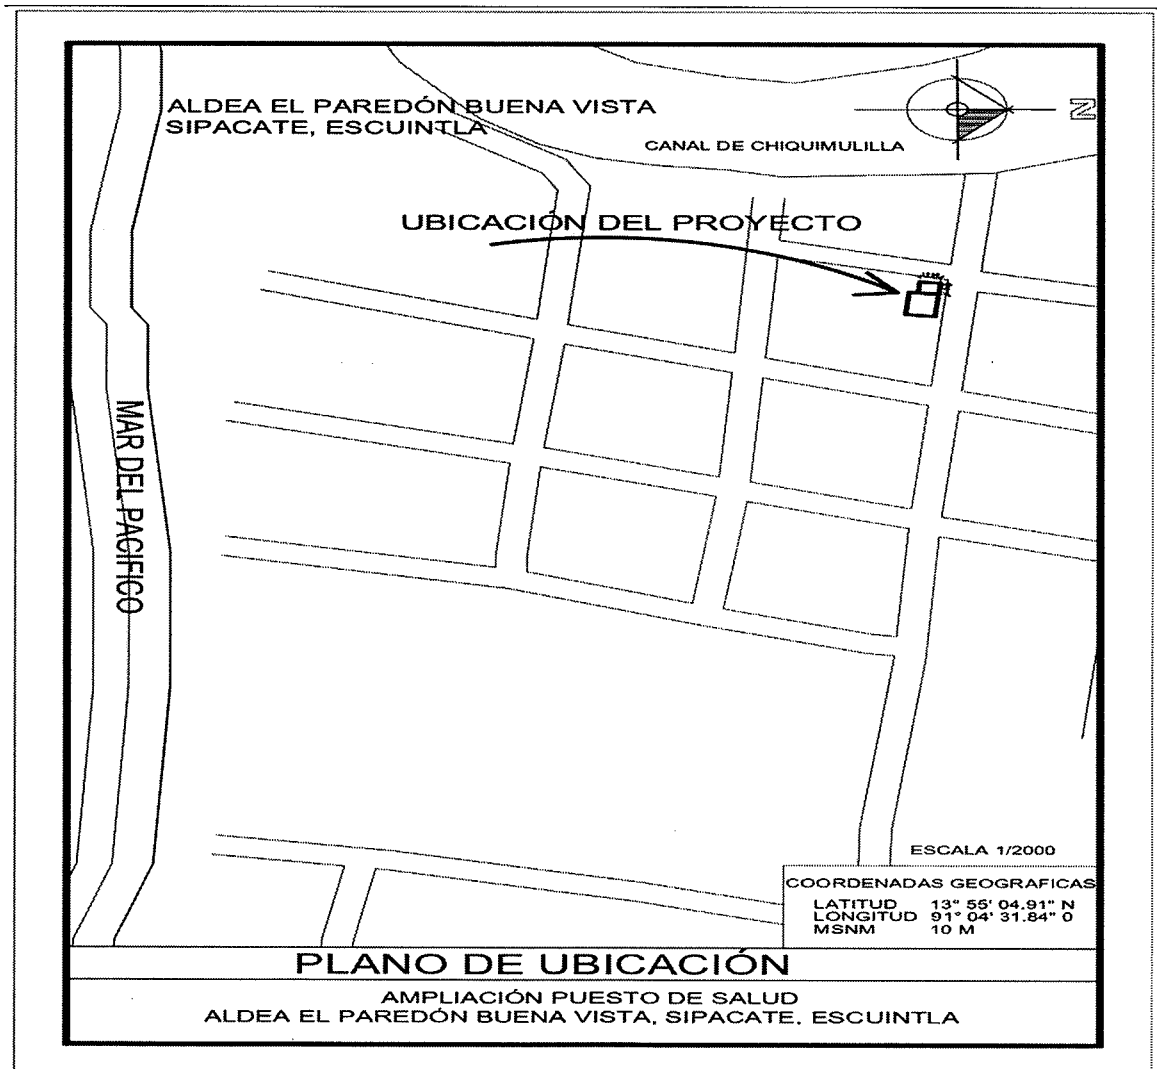 ALDEA EL PAREDÓN BUENA VISTA
SIPACATE, ESCUINTLA
N
CANAL DE CHIQUIMULILLA
UBICACIÓN DEL PROYECTO
MAR DEL PACIFICO
ESCALA 1/2000
COORDENADAS GEOGRAFICAS
LATITUD 13° 55' 04.91" N
LONGITUD 91° 04' 31.84" O
MSNM 10 M
PLANO DE UBICACIÓN
AMPLIACIÓN PUESTO DE SALUD
ALDEA EL PAREDÓN BUENA VISTA, SIPACATE, ESCUINTLA